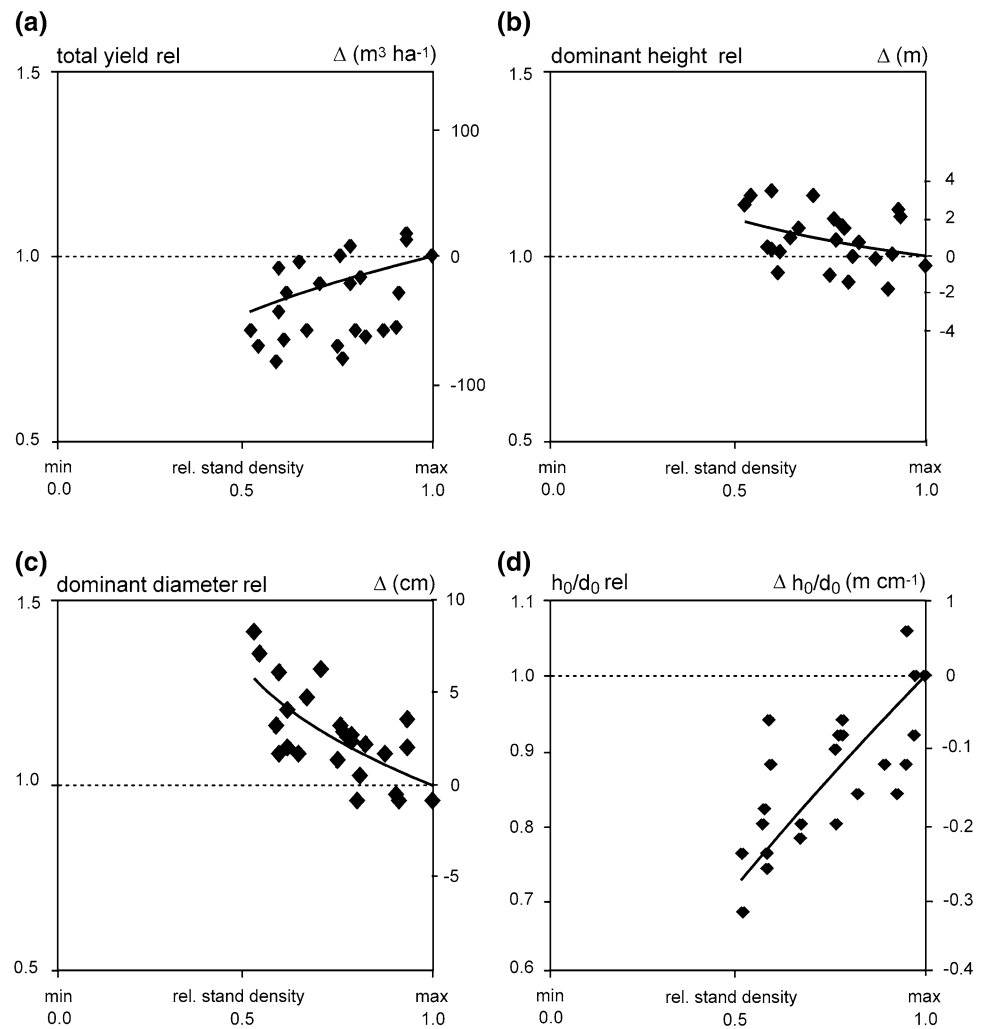 (a)
total yield rel Δ (m³ ha⁻¹)
1.5
100
1.0 0
-100
0.5
min rel. stand density max
0.0 0.5 1.0
(b)
dominant height rel Δ (m)
1.5
4
2
1.0 0
-2
-4
0.5
min rel. stand density max
0.0 0.5 1.0
(c)
dominant diameter rel Δ (cm)
1.5 10
5
1.0 0
-5
0.5
min rel. stand density max
0.0 0.5 1.0
(d)
h₀/d₀ rel Δ h₀/d₀ (m cm⁻¹)
1.1 1
1.0 0
0.9 -0.1
0.8 -0.2
0.7 -0.3
0.6 -0.4
min rel. stand density max
0.0 0.5 1.0